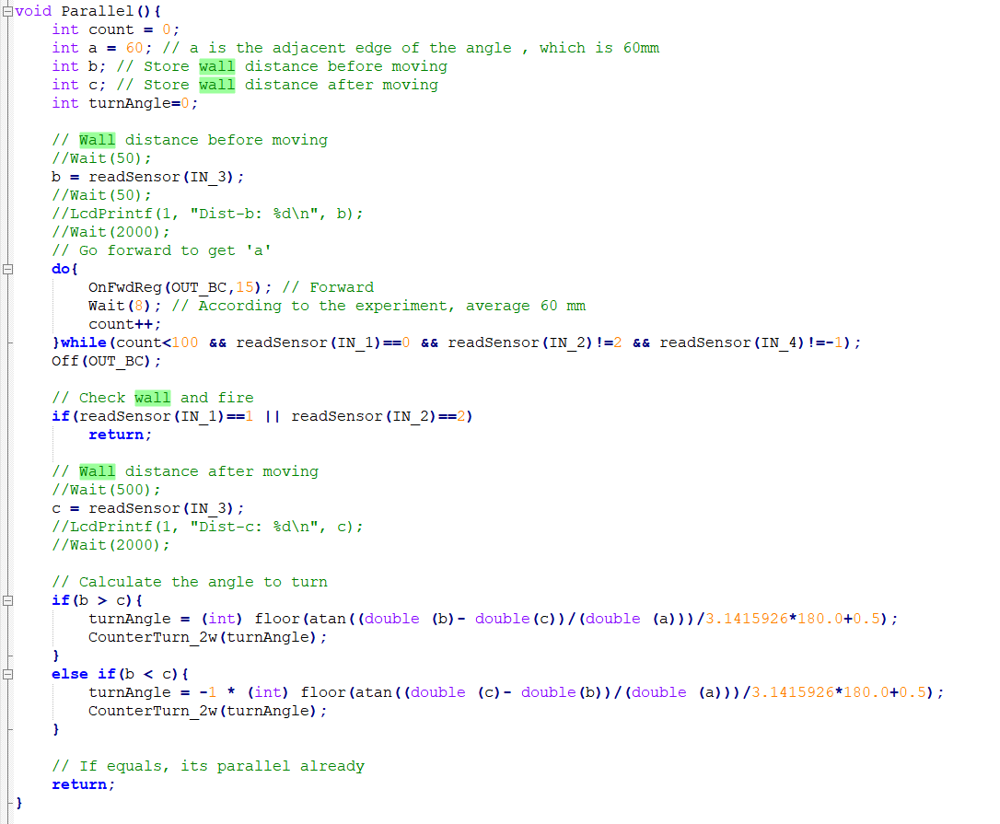 void Parallel(){
    int count = 0;
    int a = 60; // a is the adjacent edge of the angle , which is 60mm
    int b; // Store wall distance before moving
    int c; // Store wall distance after moving
    int turnAngle=0;

    // Wall distance before moving
    //Wait(50);
    b = readSensor(IN_3);
    //Wait(50);
    //LcdPrintf(1, "Dist-b: %d\n", b);
    //Wait(2000);
    // Go forward to get 'a'
    do{
        OnFwdReg(OUT_BC,15); // Forward
        Wait(8); // According to the experiment, average 60 mm
        count++;
    }while(count<100 && readSensor(IN_1)==0 && readSensor(IN_2)!=2 && readSensor(IN_4)!=-1);
    Off(OUT_BC);

    // Check wall and fire
    if(readSensor(IN_1)==1 || readSensor(IN_2)==2)
        return;

    // Wall distance after moving
    //Wait(500);
    c = readSensor(IN_3);
    //LcdPrintf(1, "Dist-c: %d\n", c);
    //Wait(2000);

    // Calculate the angle to turn
    if(b > c){
        turnAngle = (int) floor(atan((double (b)- double(c))/(double (a)))/3.1415926*180.0+0.5);
        CounterTurn_2w(turnAngle);
    }
    else if(b < c){
        turnAngle = -1 * (int) floor(atan((double (c)- double(b))/(double (a)))/3.1415926*180.0+0.5);
        CounterTurn_2w(turnAngle);
    }

    // If equals, its parallel already
    return;
}